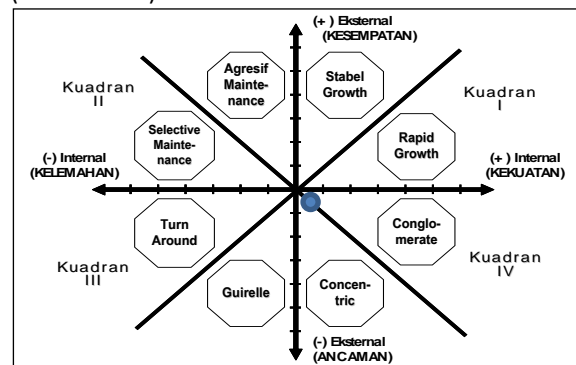 (+ ) Eksternal
(KESEMPATAN)
Agresif
Mainte-
nance
Stabel
Growth
Kuadran
II
Kuadran
I
Selective
Mainte-
nance
Rapid
Growth
(-) Internal
(KELEMAHAN)
(+ ) Internal
(KEKUATAN)
Turn
Around
Conglo-
merate
Kuadran
III
Kuadran
IV
Guirelle
Concen-
tric
(-) Eksternal
(ANCAMAN)